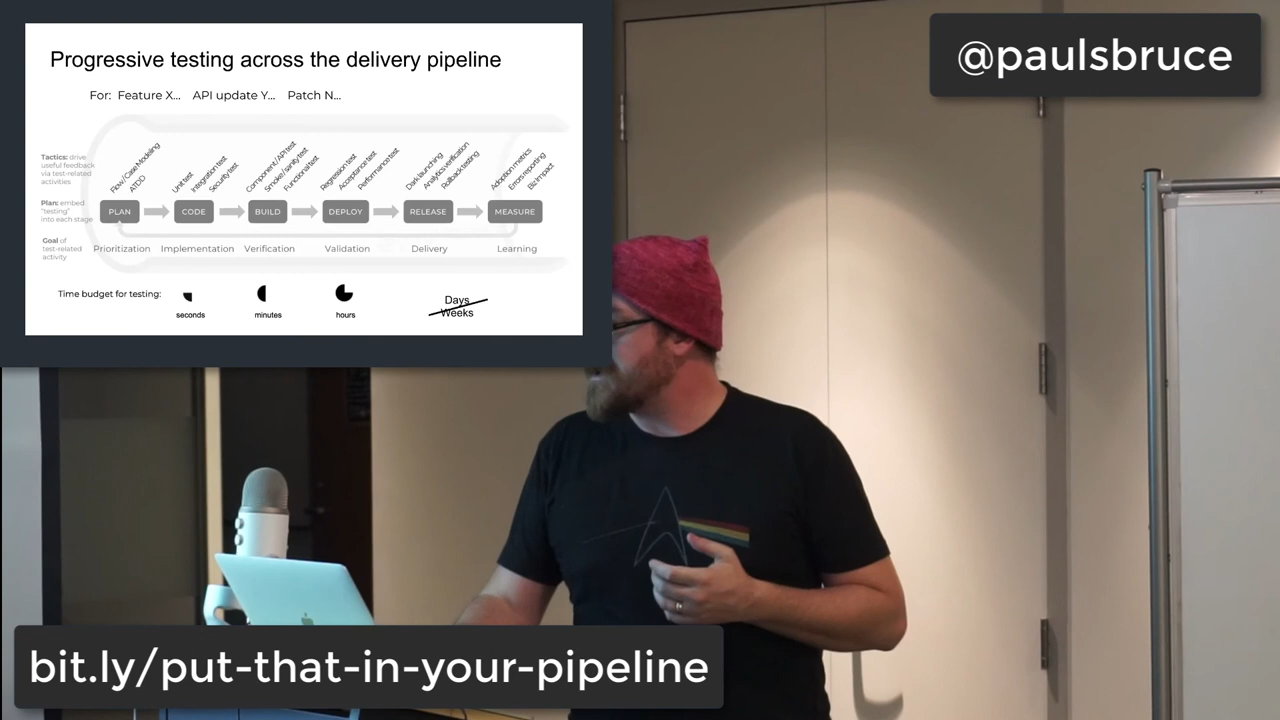 Progressive testing across the delivery pipeline
For: Feature X... API update Y... Patch N...
Tactics: drive
useful feedback
via test-related
activities
Flow / Case Modeling
ATDD
Unit test
Integration test
Security test
Component / API test
Smoke / sanity test
Functional test
Regression test
Acceptance test
Performance test
Dark launching
Analytics verification
Rollback testing
Adoption metrics
Errors reporting
Biz impact
Plan: embed
"testing"
into each stage
PLAN CODE BUILD DEPLOY RELEASE MEASURE
Goal of
test-related
activity
Prioritization Implementation Verification Validation Delivery Learning
Time budget for testing:
seconds minutes hours
Days
Weeks
@paulsbruce
bit.ly/put-that-in-your-pipeline